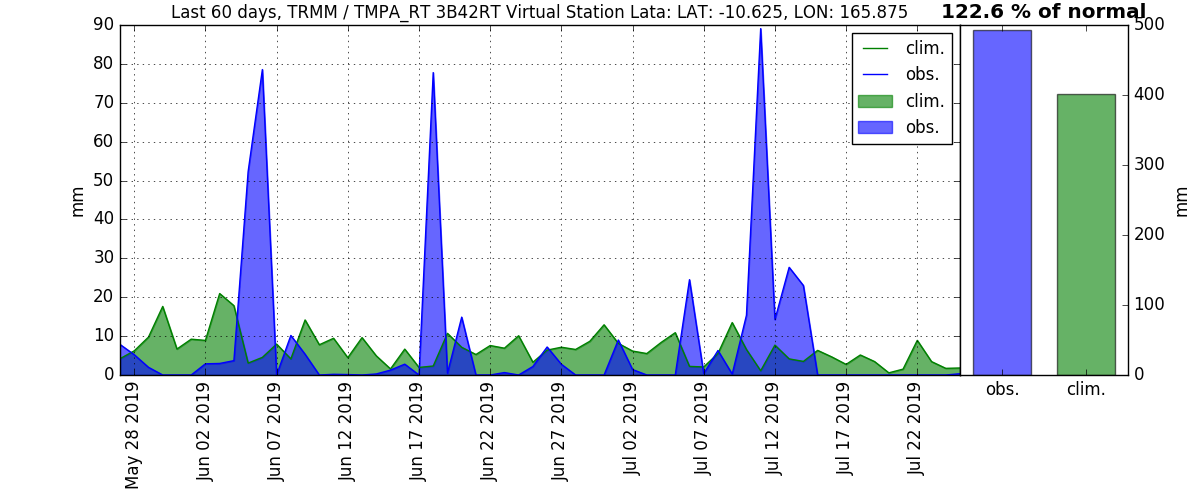 Last 60 days, TRMM / TMPA_RT 3B42RT Virtual Station Lata: LAT: -10.625, LON: 165.875
122.6 % of normal
90
80
70
60
50
40
30
20
10
0
mm
clim.
obs.
clim.
obs.
May 28 2019
Jun 02 2019
Jun 07 2019
Jun 12 2019
Jun 17 2019
Jun 22 2019
Jun 27 2019
Jul 02 2019
Jul 07 2019
Jul 12 2019
Jul 17 2019
Jul 22 2019
500
400
300
200
100
0
mm
obs.
clim.